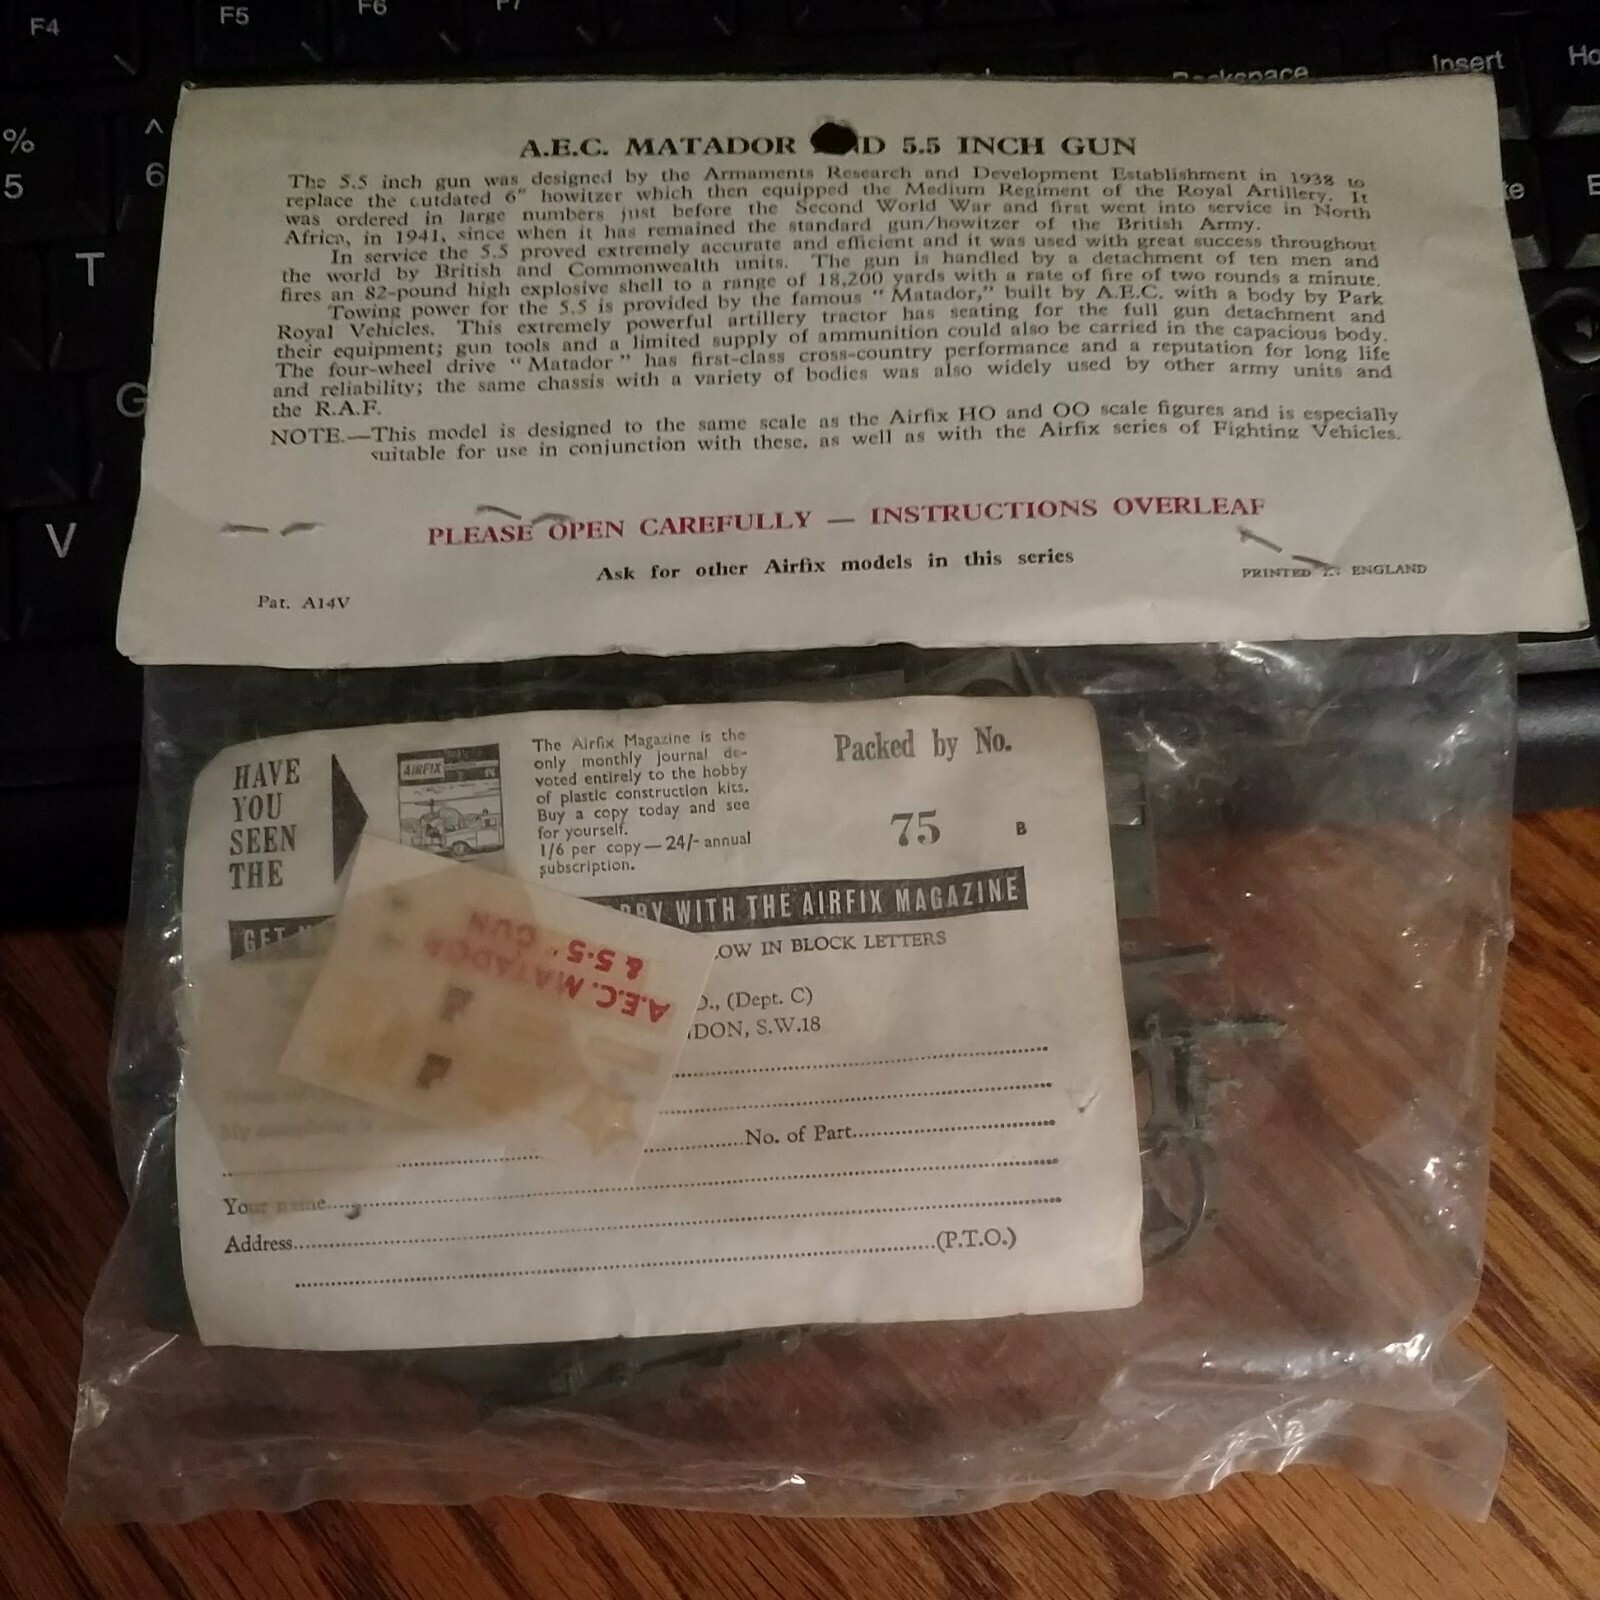 F4
F5
F6
F7
Insert
%
5
^
6
T
G
V
A.E.C. MATADOR D 5.5 INCH GUN
The 5.5 inch gun was designed by the Armaments Research and Development Establishment in 1938 to
replace the outdated 6" howitzer which then equipped the Medium Regiment of the Royal Artillery. It
was ordered in large numbers just before the Second World War and first went into service in North
Africa, in 1941, since when it has remained the standard gun/howitzer of the British Army.
In service the 5.5 proved extremely accurate and efficient and it was used with great success throughout
the world by British and Commonwealth units. The gun is handled by a detachment of ten men and
fires an 82-pound high explosive shell to a range of 18,200 yards with a rate of fire of two rounds a minute.
Towing power for the 5.5 is provided by the famous "Matador," built by A.E.C. with a body by Park
Royal Vehicles. This extremely powerful artillery tractor has seating for the full gun detachment and
their equipment; gun tools and a limited supply of ammunition could also be carried in the capacious body.
The four-wheel drive "Matador" has first-class cross-country performance and a reputation for long life
and reliability; the same chassis with a variety of bodies was also widely used by other army units and
the R.A.F.
NOTE.—This model is designed to the same scale as the Airfix HO and OO scale figures and is especially
suitable for use in conjunction with these, as well as with the Airfix series of Fighting Vehicles.
PLEASE OPEN CAREFULLY — INSTRUCTIONS OVERLEAF
Ask for other Airfix models in this series
PRINTED ENGLAND
Pat. A14V
HAVE
YOU
SEEN
THE
AIRFIX
The Airfix Magazine is the
only monthly journal de-
voted entirely to the hobby
of plastic construction kits.
Buy a copy today and see
for yourself.
1/6 per copy—24/- annual
subscription.
Packed by No.
75 B
GET WITH THE AIRFIX MAGAZINE
IN BLOCK LETTERS
(Dept. C)
S.W.18
A.E.C. MATADOR
& 5·5" GUN
No. of Part
Your name
Address
(P.T.O.)